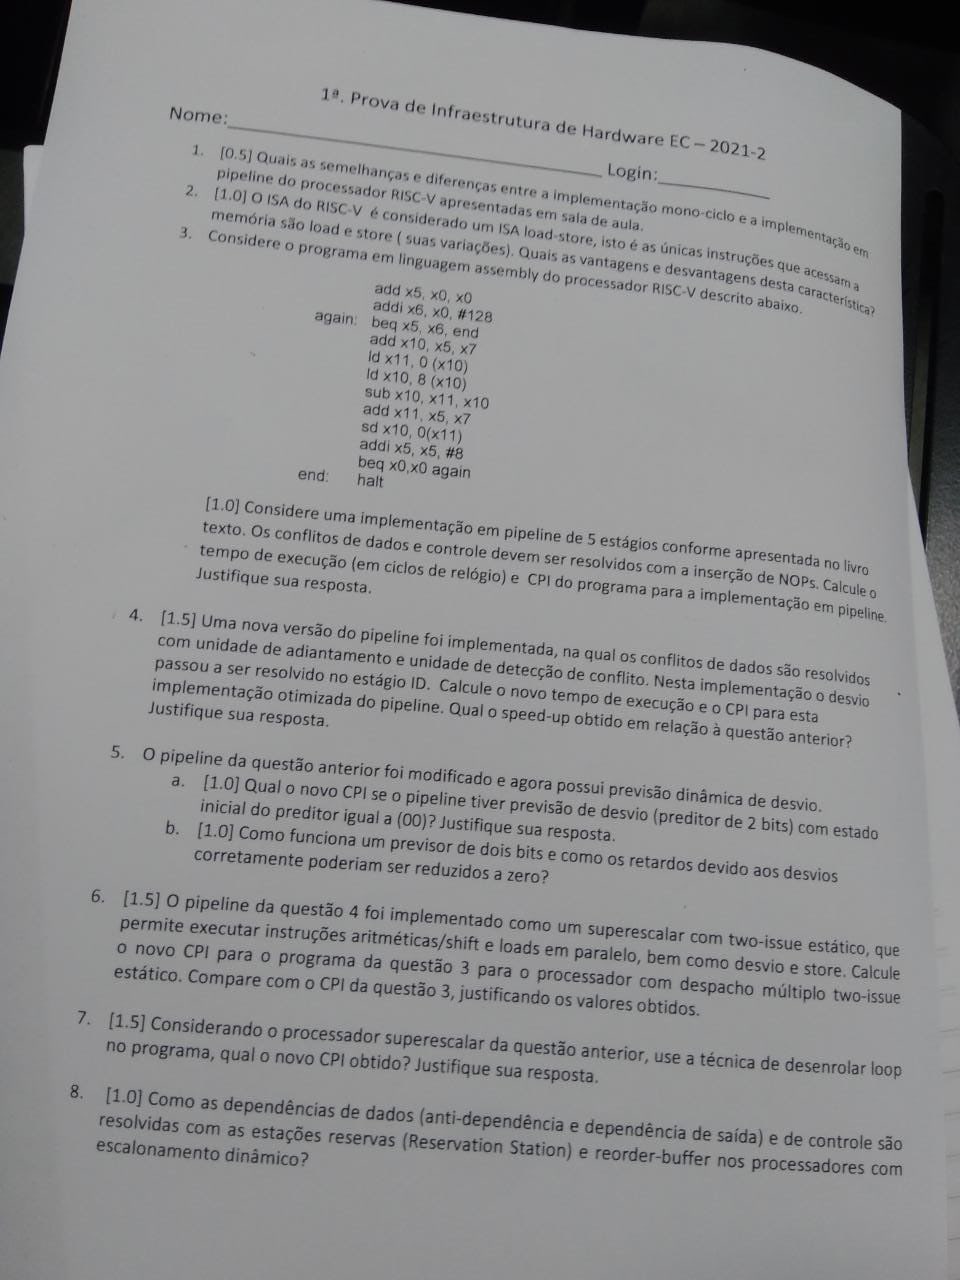 1ª. Prova de Infraestrutura de Hardware EC – 2021-2
Nome:__________ Login:__________
1. [0.5] Quais as semelhanças e diferenças entre a implementação mono-ciclo e a implementação em
pipeline do processador RISC-V apresentadas em sala de aula.
2. [1.0] O ISA do RISC-V é considerado um ISA load-store, isto é as únicas instruções que acessam a
memória são load e store ( suas variações). Quais as vantagens e desvantagens desta característica?
3. Considere o programa em linguagem assembly do processador RISC-V descrito abaixo.
add x5, x0, x0
addi x6, x0, #128
again: beq x5, x6, end
add x10, x5, x7
ld x11, 0 (x10)
ld x10, 8 (x10)
sub x10, x11, x10
add x11, x5, x7
sd x10, 0(x11)
addi x5, x5, #8
beq x0,x0 again
end: halt
[1.0] Considere uma implementação em pipeline de 5 estágios conforme apresentada no livro
texto. Os conflitos de dados e controle devem ser resolvidos com a inserção de NOPs. Calcule o
tempo de execução (em ciclos de relógio) e CPI do programa para a implementação em pipeline.
Justifique sua resposta.
4. [1.5] Uma nova versão do pipeline foi implementada, na qual os conflitos de dados são resolvidos
com unidade de adiantamento e unidade de detecção de conflito. Nesta implementação o desvio
passou a ser resolvido no estágio ID. Calcule o novo tempo de execução e o CPI para esta
implementação otimizada do pipeline. Qual o speed-up obtido em relação à questão anterior?
Justifique sua resposta.
5. O pipeline da questão anterior foi modificado e agora possui previsão dinâmica de desvio.
a. [1.0] Qual o novo CPI se o pipeline tiver previsão de desvio (preditor de 2 bits) com estado
inicial do preditor igual a (00)? Justifique sua resposta.
b. [1.0] Como funciona um previsor de dois bits e como os retardos devido aos desvios
corretamente poderiam ser reduzidos a zero?
6. [1.5] O pipeline da questão 4 foi implementado como um superescalar com two-issue estático, que
permite executar instruções aritméticas/shift e loads em paralelo, bem como desvio e store. Calcule
o novo CPI para o programa da questão 3 para o processador com despacho múltiplo two-issue
estático. Compare com o CPI da questão 3, justificando os valores obtidos.
7. [1.5] Considerando o processador superescalar da questão anterior, use a técnica de desenrolar loop
no programa, qual o novo CPI obtido? Justifique sua resposta.
8. [1.0] Como as dependências de dados (anti-dependência e dependência de saída) e de controle são
resolvidas com as estações reservas (Reservation Station) e reorder-buffer nos processadores com
escalonamento dinâmico?